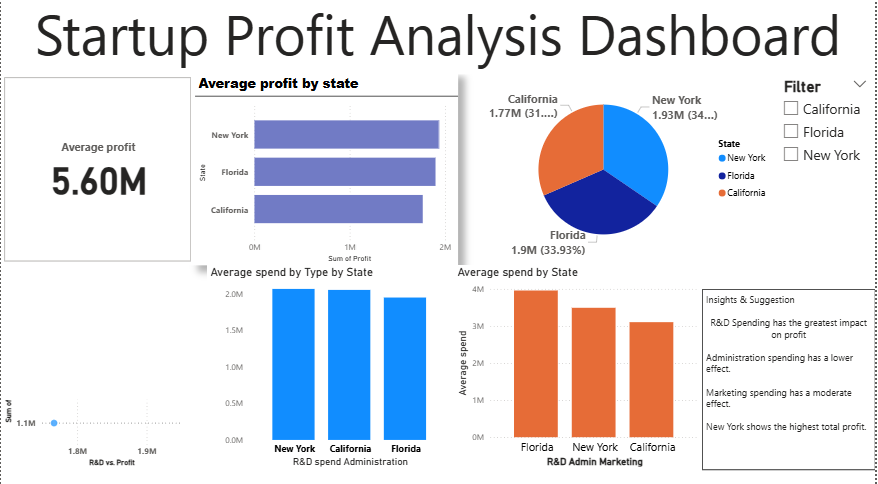 Startup Profit Analysis Dashboard
Average profit
5.60M
Average profit by state
State
New York
Florida
California
0M
1M
2M
Sum of Profit
California
1.77M (31....)
New York
1.93M (34...)
Florida
1.9M (33.93%)
State
New York
Florida
California
Filter
California
Florida
New York
Sum of
1.1M
1.8M
1.9M
R&D vs. Profit
Average spend by Type by State
2.0M
1.5M
1.0M
0.5M
0.0M
New York
California
Florida
R&D spend Administration
Average spend by State
Average spend
4M
3M
2M
1M
0M
Florida
New York
California
R&D Admin Marketing
Insights & Suggestion
R&D Spending has the greatest impact
on profit
Administration spending has a lower
effect.
Marketing spending has a moderate
effect.
New York shows the highest total profit.